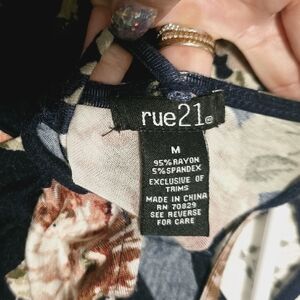 rue21®
M
95% RAYON
5% SPANDEX
EXCLUSIVE OF
TRIMS
MADE IN CHINA
RN 70829
SEE REVERSE
FOR CARE